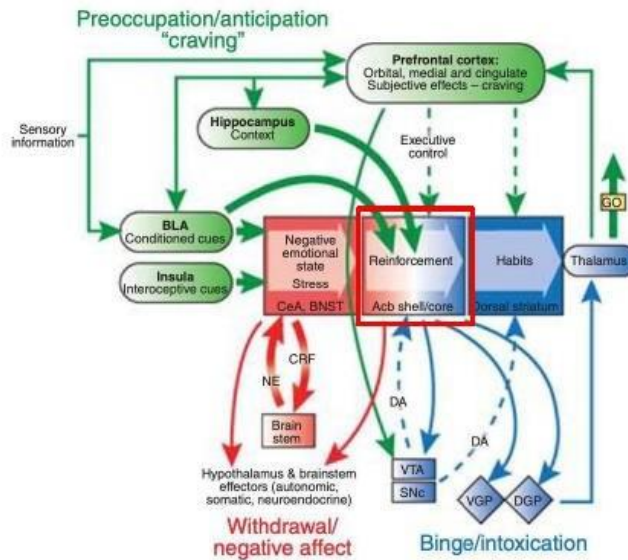 Preoccupation/anticipation
“craving”
Prefrontal cortex:
Orbital, medial and cingulate
Subjective effects – craving
Sensory
information
Hippocampus
Context
Executive
control
GO
BLA
Conditioned cues
Insula
Interoceptive cues
Negative
emotional
state
Stress
CeA, BNST
Reinforcement
Acb shell/core
Habits
Dorsal striatum
Thalamus
NE
CRF
Brain
stem
DA
DA
VTA
SNc
VGP
DGP
Hypothalamus & brainstem
effectors (autonomic,
somatic, neuroendocrine)
Withdrawal/
negative affect
Binge/intoxication